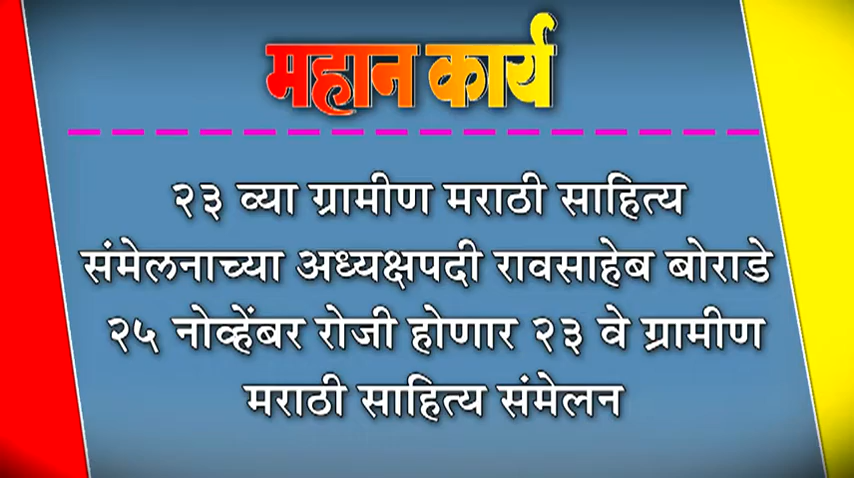 महान कार्य
२३ व्या ग्रामीण मराठी साहित्य
संमेलनाच्या अध्यक्षपदी रावसाहेब बोराडे
२५ नोव्हेंबर रोजी होणार २३ वे ग्रामीण
मराठी साहित्य संमेलन